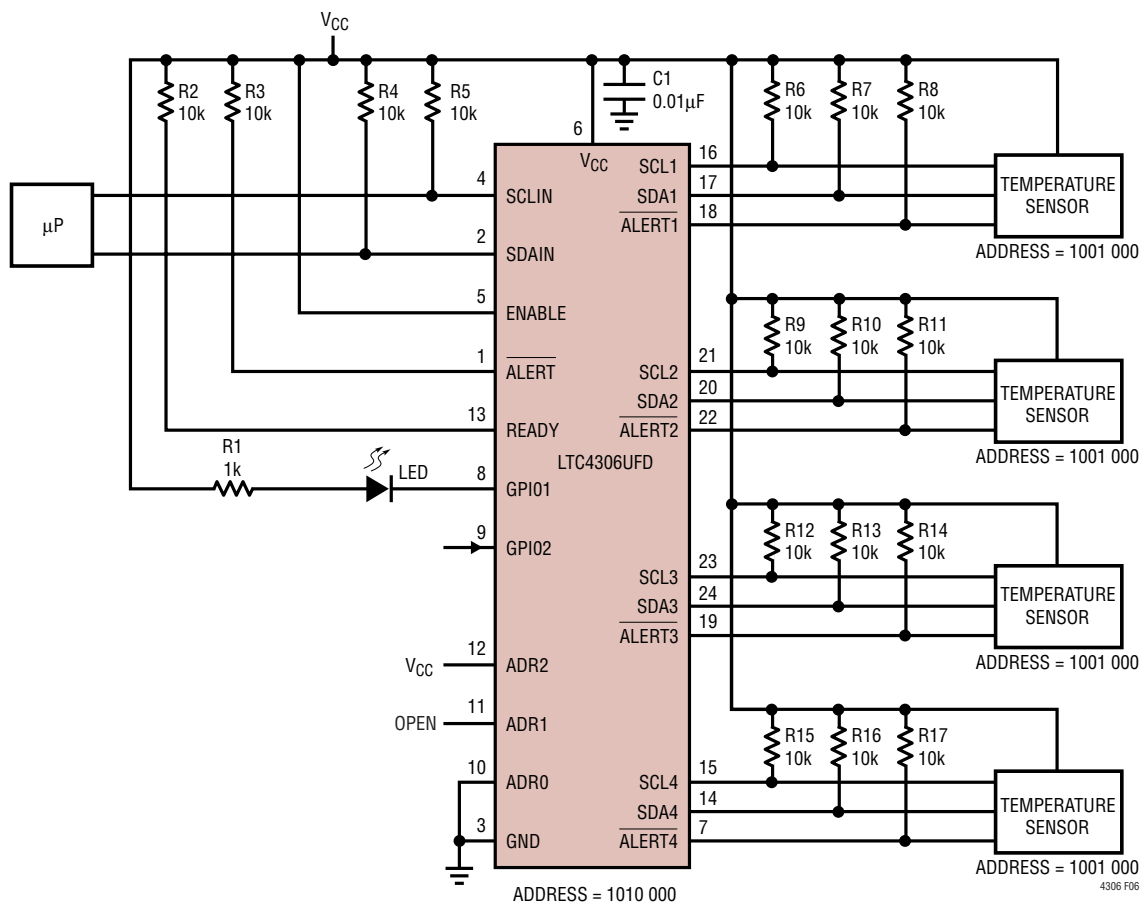 VCC
R2
10k
R3
10k
R4
10k
R5
10k
C1
0.01µF
R6
10k
R7
10k
R8
10k
µP
4
SCLIN
2
SDAIN
5
ENABLE
1
ALERT
13
READY
R1
1k
LED
8
GPIO1
9
GPIO2
VCC
12
ADR2
OPEN
11
ADR1
10
ADR0
3
GND
6
VCC
LTC4306UFD
ADDRESS = 1010 000
SCL1
16
SDA1
17
ALERT1
18
TEMPERATURE
SENSOR
ADDRESS = 1001 000
R9
10k
R10
10k
R11
10k
SCL2
21
SDA2
20
ALERT2
22
TEMPERATURE
SENSOR
ADDRESS = 1001 000
R12
10k
R13
10k
R14
10k
SCL3
23
SDA3
24
ALERT3
19
TEMPERATURE
SENSOR
ADDRESS = 1001 000
R15
10k
R16
10k
R17
10k
SCL4
15
SDA4
14
ALERT4
7
TEMPERATURE
SENSOR
ADDRESS = 1001 000
4306 F06